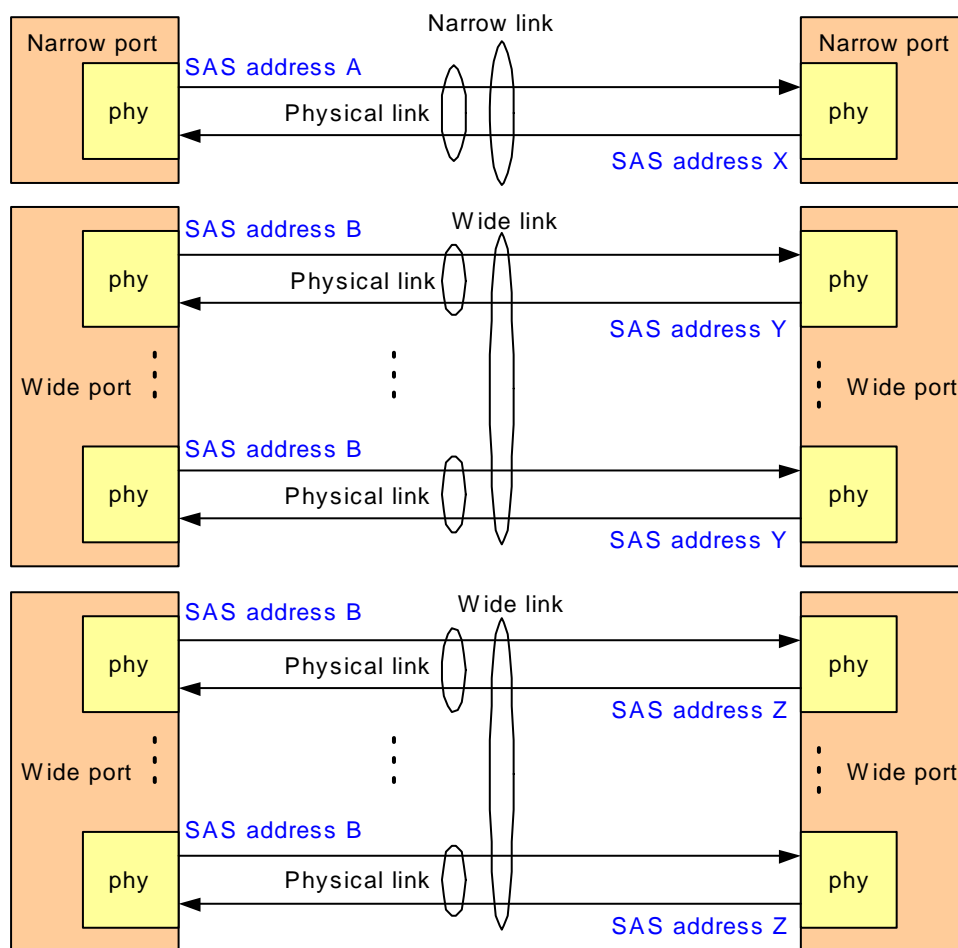 Narrow link
Narrow port
Narrow port
SAS address A
phy
Physical link
phy
SAS address X
Wide link
SAS address B
phy
Physical link
phy
SAS address Y
Wide port
Wide port
SAS address B
phy
Physical link
phy
SAS address Y
Wide link
SAS address B
phy
Physical link
phy
SAS address Z
Wide port
Wide port
SAS address B
phy
Physical link
phy
SAS address Z